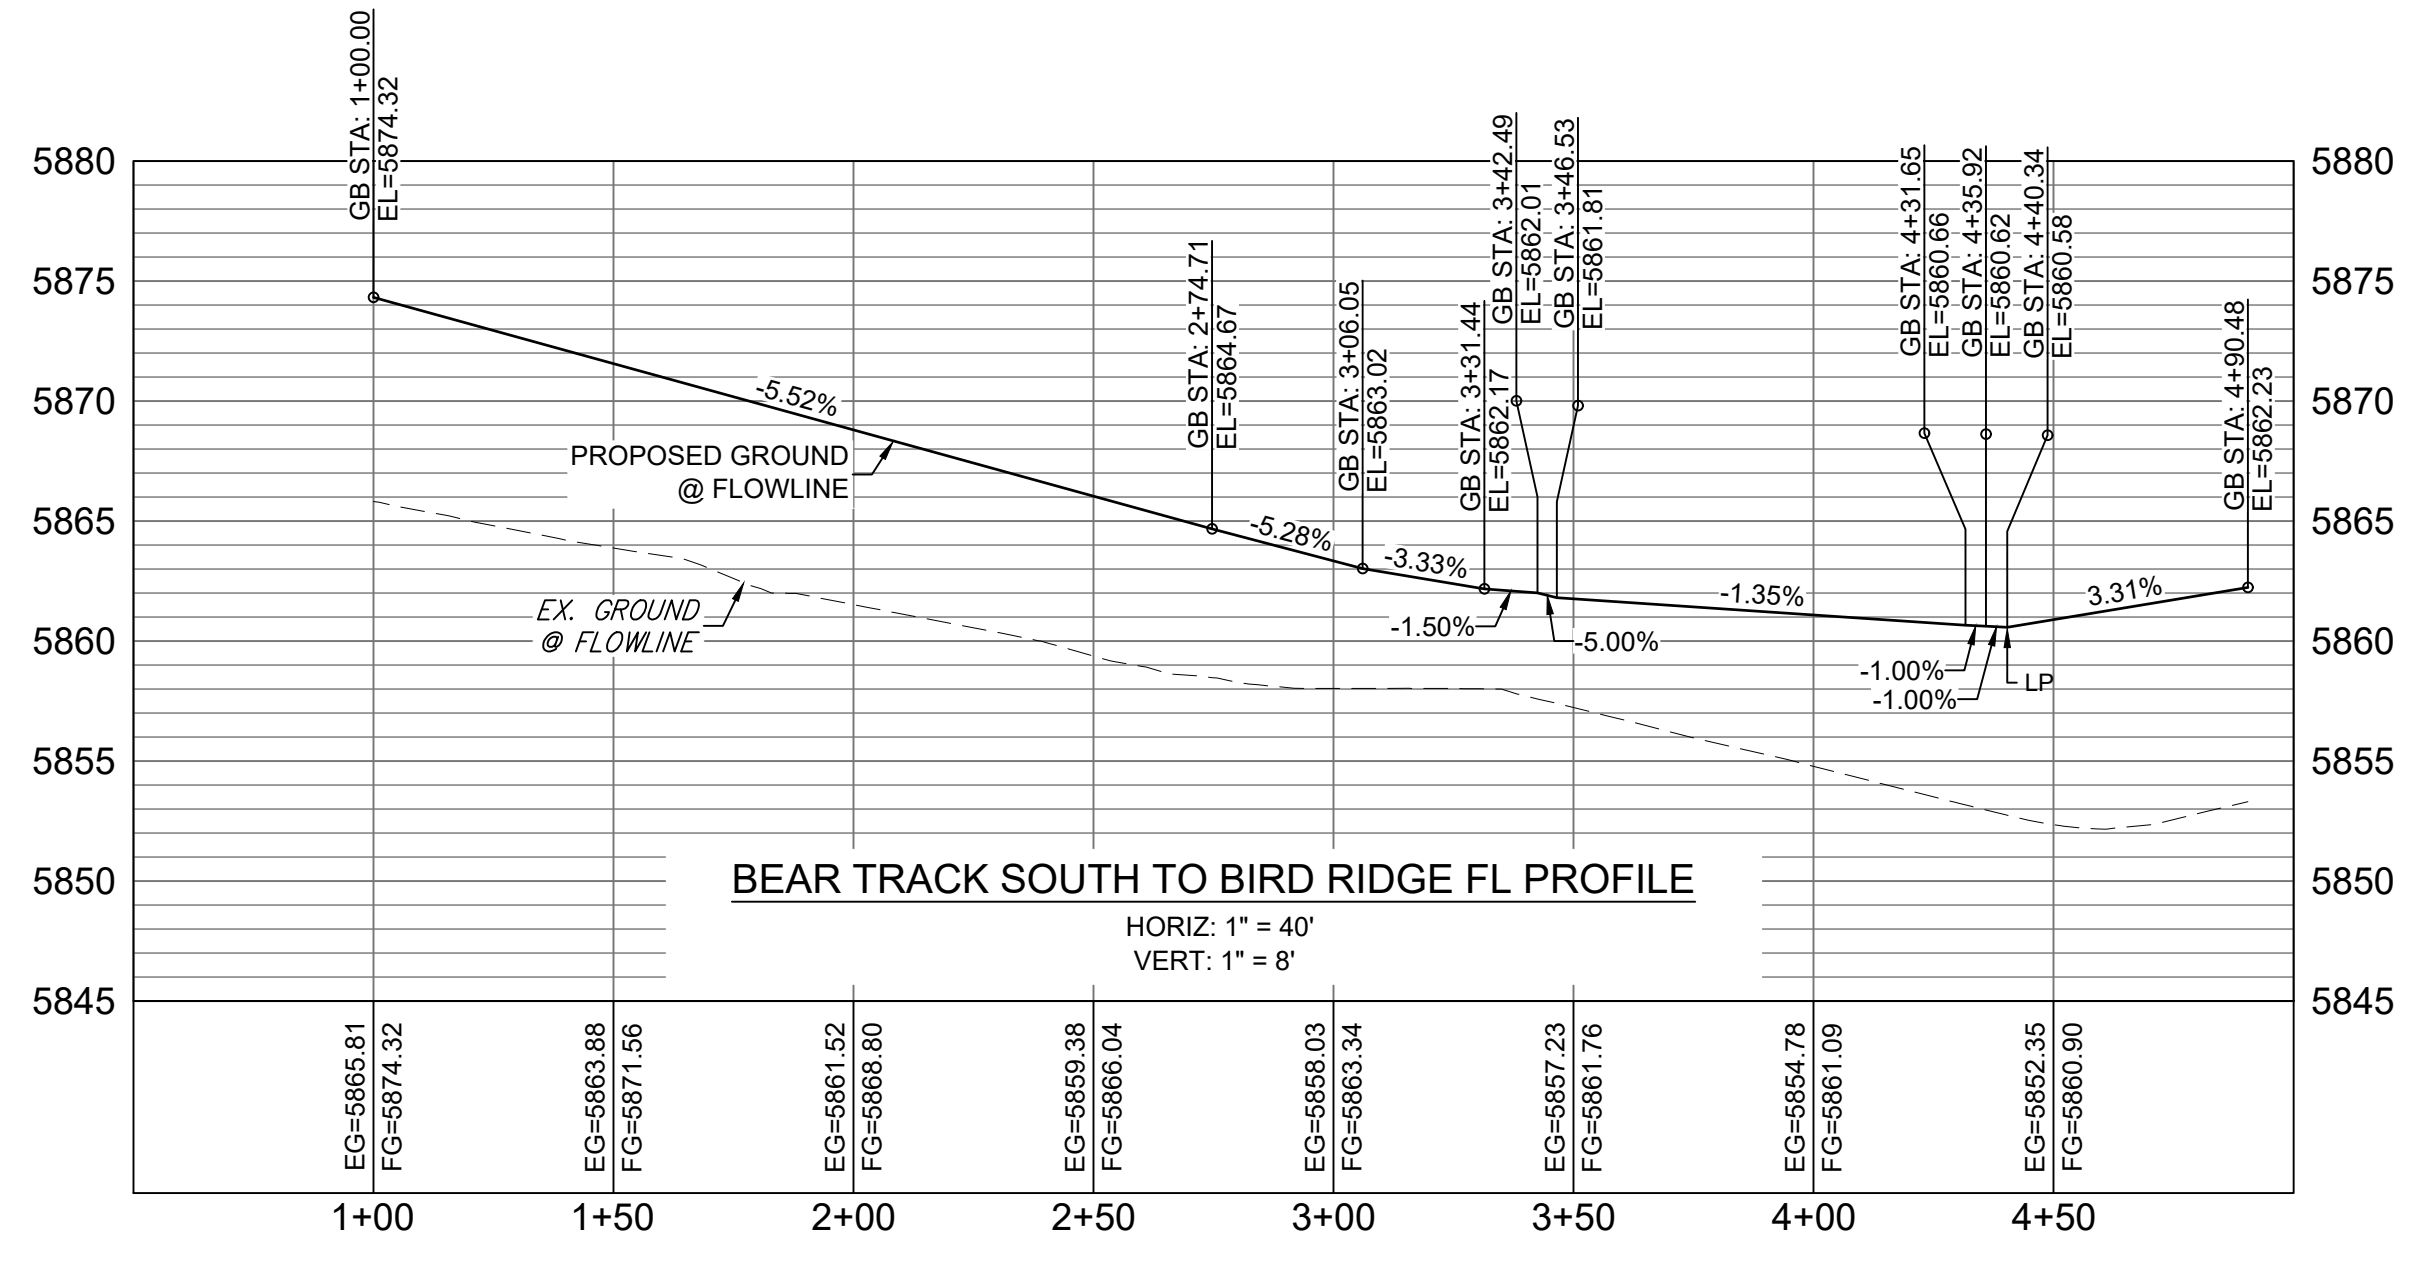 GB STA: 1+00.00
EL=5874.32
GB STA: 2+74.71
EL=5864.67
GB STA: 3+06.05
EL=5863.02
GB STA: 3+31.44
EL=5862.17
GB STA: 3+42.49
EL=5862.01
GB STA: 3+46.53
EL=5861.81
GB STA: 4+31.65
EL=5860.66
GB STA: 4+35.92
EL=5860.62
GB STA: 4+40.34
EL=5860.58
GB STA: 4+90.48
EL=5862.23
5880
5880
5875
5875
5870
5870
5865
5865
5860
5860
5855
5855
5850
5850
5845
5845
-5.52%
PROPOSED GROUND
@ FLOWLINE
-5.28%
-3.33%
-1.50%
-5.00%
-1.35%
-1.00%
-1.00%
LP
3.31%
EX. GROUND
@ FLOWLINE
BEAR TRACK SOUTH TO BIRD RIDGE FL PROFILE
HORIZ: 1" = 40'
VERT: 1" = 8'
EG=5865.81
FG=5874.32
EG=5863.88
FG=5871.56
EG=5861.52
FG=5868.80
EG=5859.38
FG=5866.04
EG=5858.03
FG=5863.34
EG=5857.23
FG=5861.76
EG=5854.78
FG=5861.09
EG=5852.35
FG=5860.90
1+00
1+50
2+00
2+50
3+00
3+50
4+00
4+50